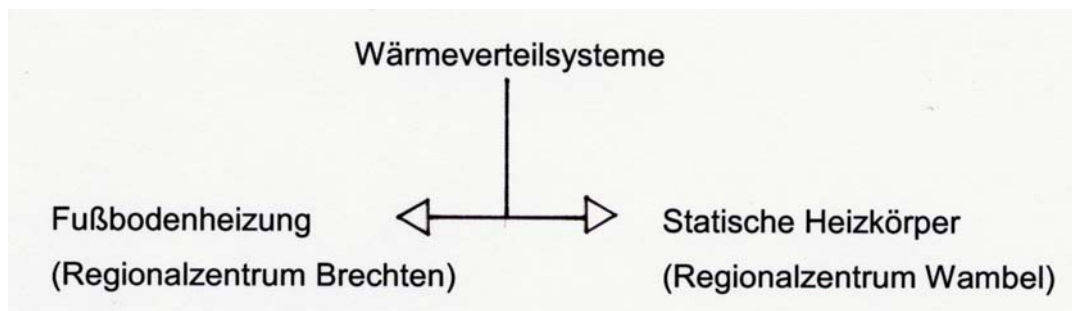 Wärmeverteilsysteme
Fußbodenheizung
(Regionalzentrum Brechten)
Statische Heizkörper
(Regionalzentrum Wambel)